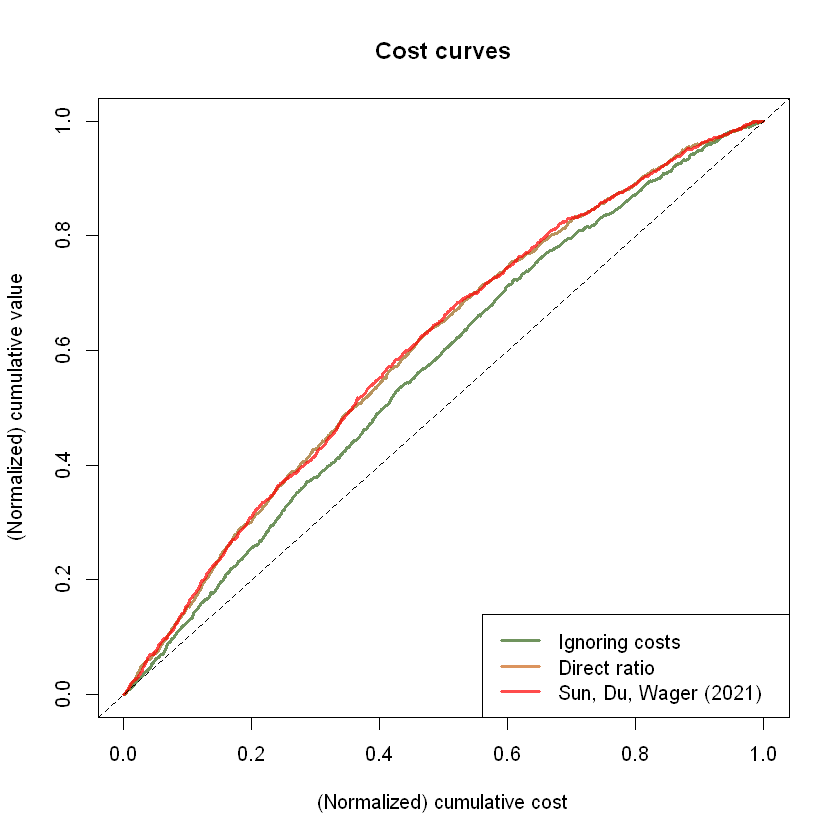 Cost curves
(Normalized) cumulative value
1.0
0.8
0.6
0.4
0.2
0.0
Ignoring costs
Direct ratio
Sun, Du, Wager (2021)
0.0 0.2 0.4 0.6 0.8 1.0
(Normalized) cumulative cost